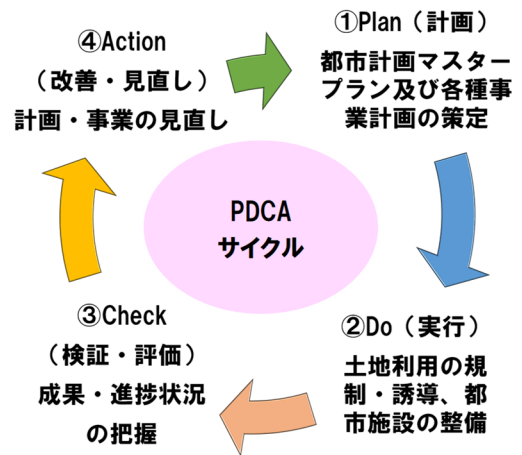 ①Plan（計画）
都市計画マスター
プラン及び各種事
業計画の策定
②Do（実行）
土地利用の規
制・誘導、都
市施設の整備
③Check
（検証・評価）
成果・進捗状況
の把握
④Action
（改善・見直し）
計画・事業の見直し
PDCA
サイクル